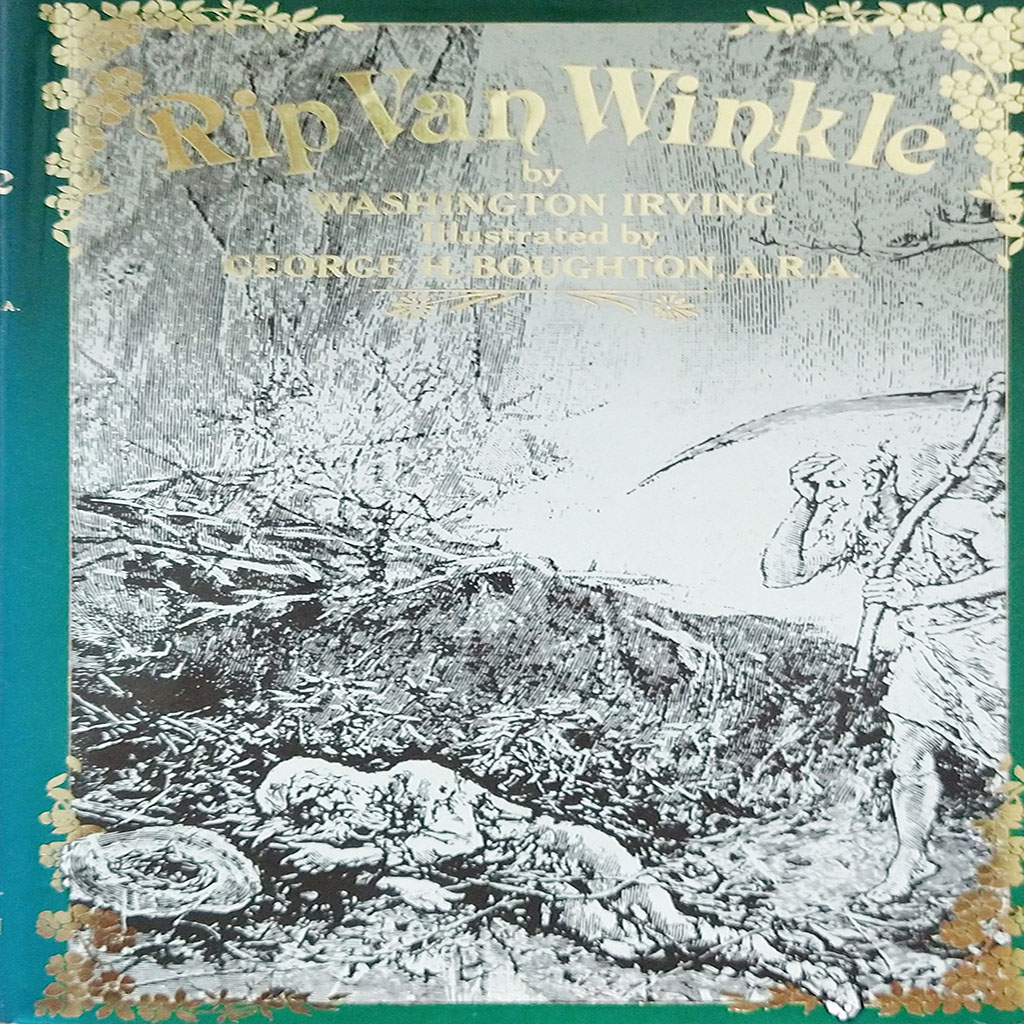 Rip Van Winkle
by
WASHINGTON IRVING
Illustrated by
GEORGE H. BOUGHTON, A.R.A.
A.